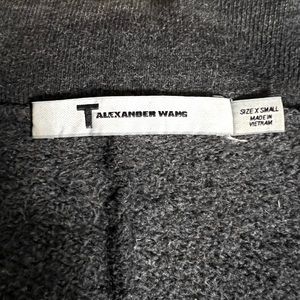 T ALEXANDER WANG
SIZE X SMALL
MADE IN
VIETNAM